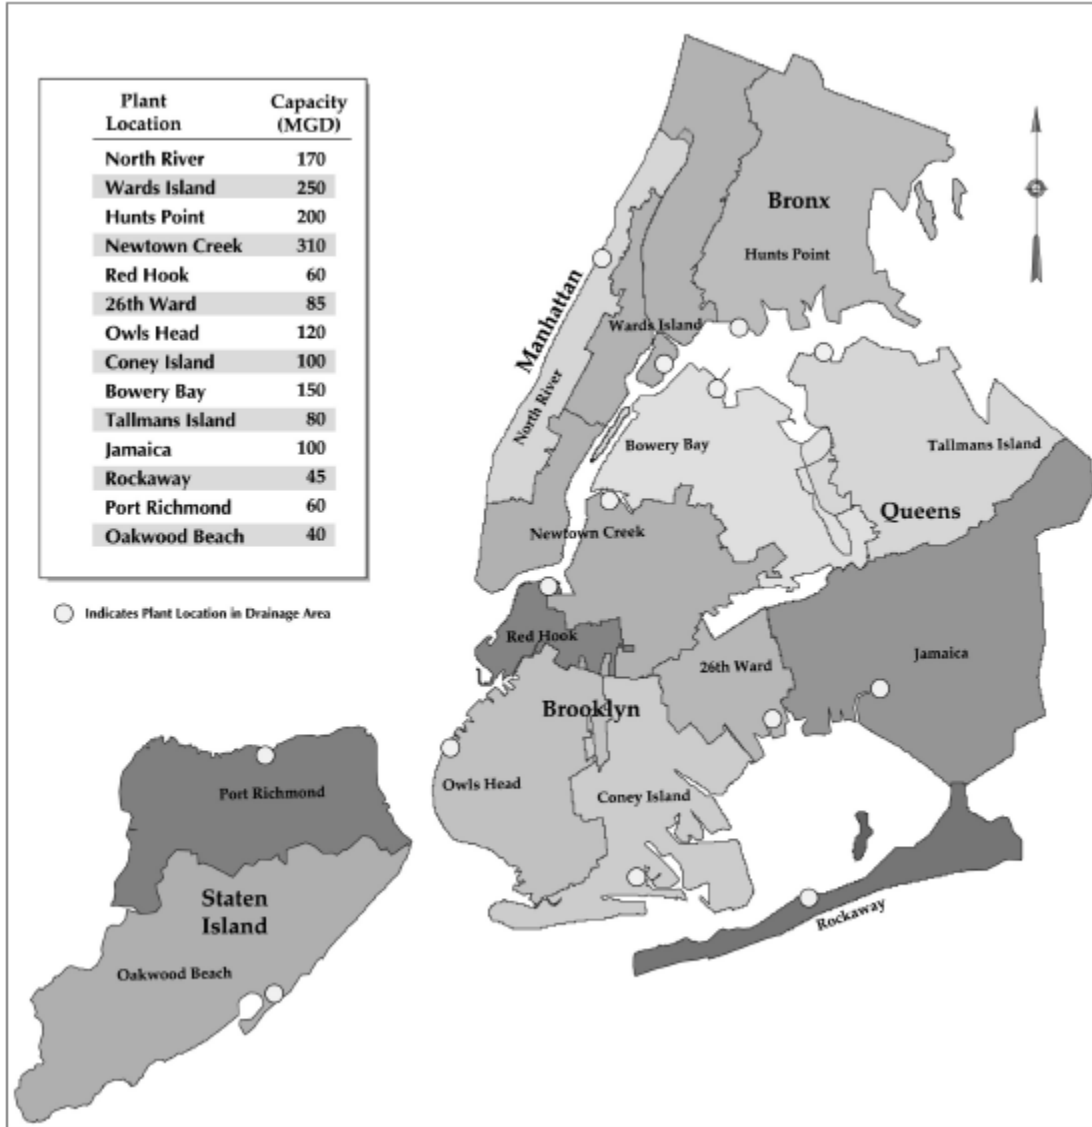 Plant Location
Capacity (MGD)
North River 170
Wards Island 250
Hunts Point 200
Newtown Creek 310
Red Hook 60
26th Ward 85
Owls Head 120
Coney Island 100
Bowery Bay 150
Tallmans Island 80
Jamaica 100
Rockaway 45
Port Richmond 60
Oakwood Beach 40
Indicates Plant Location in Drainage Area
Bronx
Hunts Point
Manhattan
Wards Island
North River
Bowery Bay
Tallmans Island
Queens
Newtown Creek
Red Hook
26th Ward
Jamaica
Brooklyn
Owls Head
Coney Island
Port Richmond
Staten
Island
Rockaway
Oakwood Beach